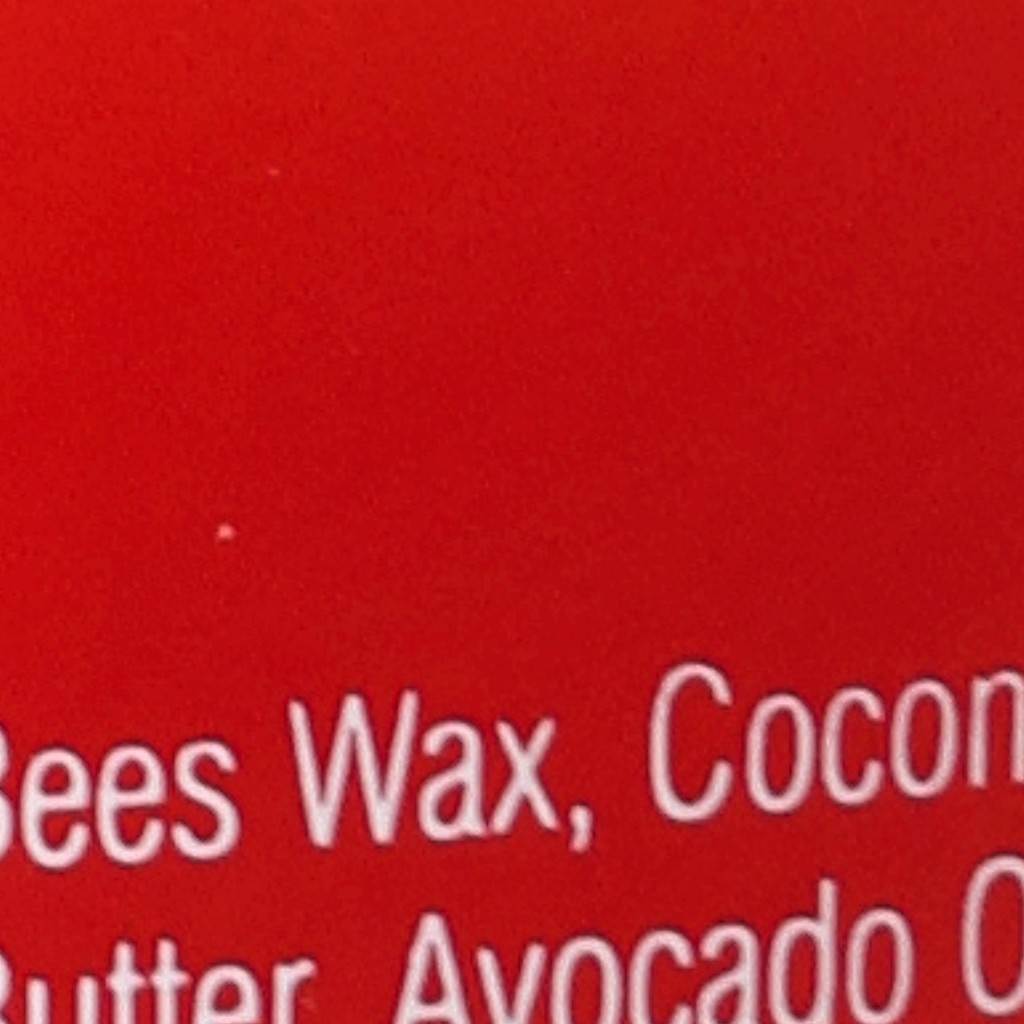 Bees Wax, Cocon
Butter, Avocado O